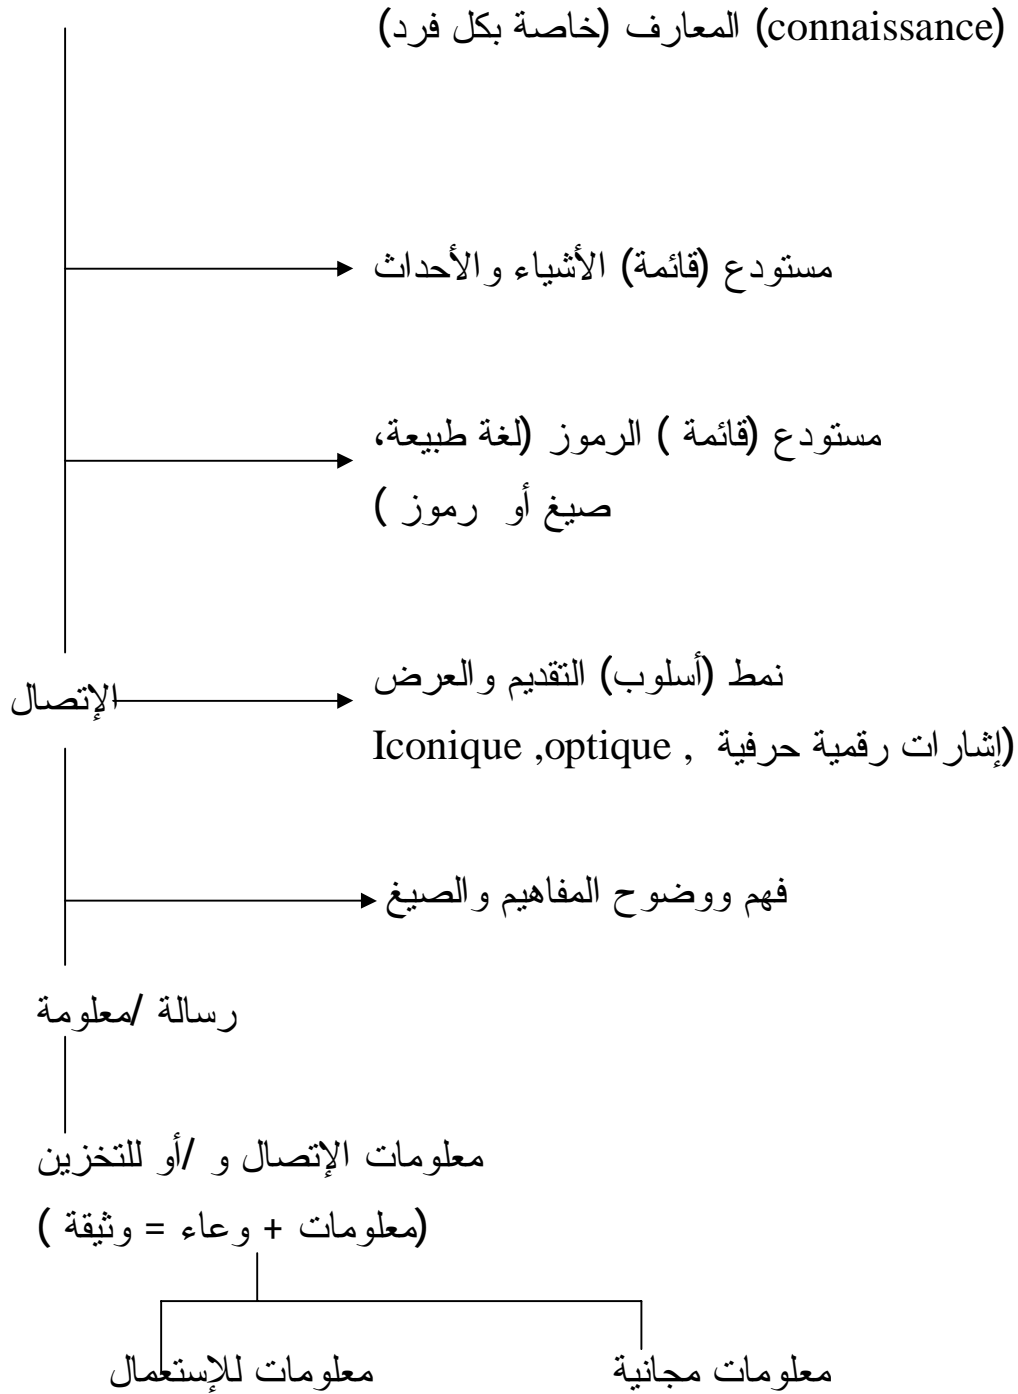 (connaissance) المعارف (خاصة بكل فرد)
مستودع (قائمة) الأشياء والأحداث
مستودع (قائمة ) الرموز (لغة طبيعة،
صيغ أو رموز )
نمط (أسلوب) التقديم والعرض
الإتصال
(إشارات رقمية حرفية , Iconique ,optique
فهم ووضوح المفاهيم والصيغ
رسالة /معلومة
معلومات الإتصال و /أو للتخزين
(معلومات + وعاء = وثيقة )
معلومات مجانية
معلومات للإستعمال